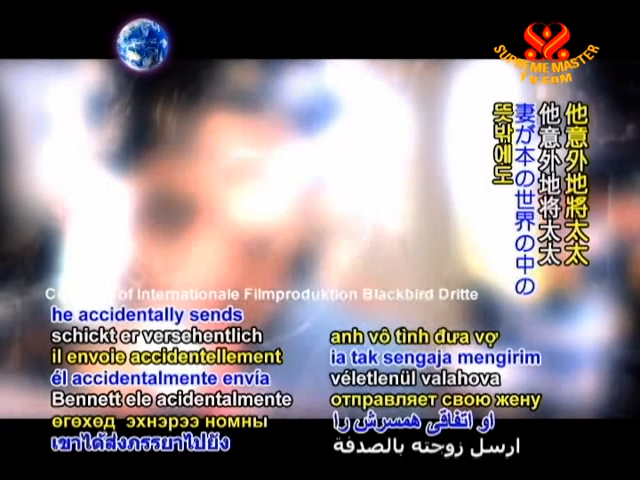 SUPREME MASTER
TV.COM
他意外地將太太
他意外地将太太
妻が本の世界の中の
뜻밖에도
of Internationale Filmproduktion Blackbird Dritte
he accidentally sends
schickt er versehentlich
il envoie accidentellement
él accidentalmente envía
Bennett ele acidentalmente
өгөхөд эхнэрээ номны
เขาได้ส่งภรรยาไปยัง
anh vô tình đưa vợ
ia tak sengaja mengirim
véletlenül valahova
отправляет свою жену
او اتفاقی همسرش را
ارسل زوجته بالصدفة